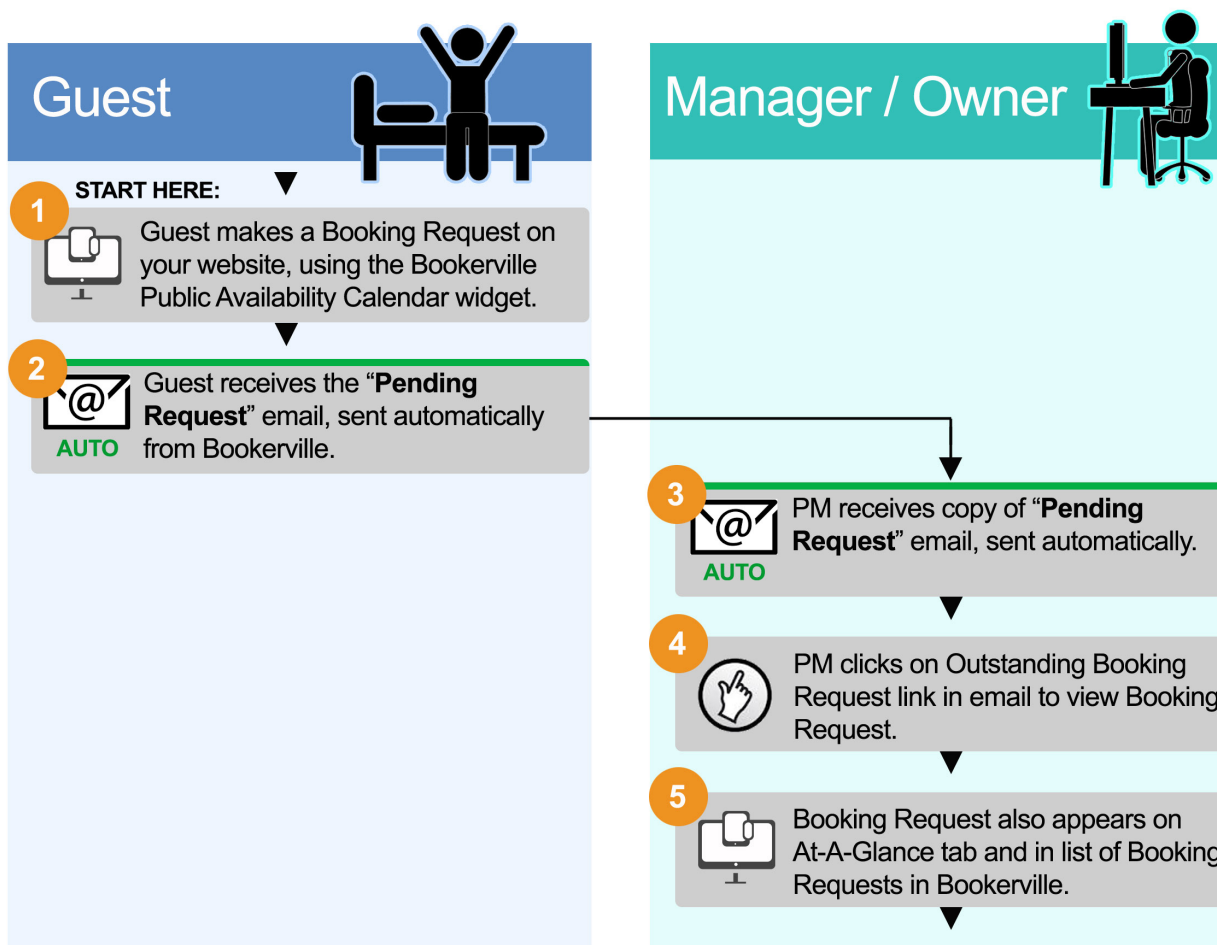 Guest
START HERE:
1
Guest makes a Booking Request on
your website, using the Bookerville
Public Availability Calendar widget.
2
@
AUTO
Guest receives the “Pending
Request” email, sent automatically
from Bookerville.
Manager / Owner
3
@
AUTO
PM receives copy of “Pending
Request” email, sent automatically.
4
PM clicks on Outstanding Booking
Request link in email to view Booking
Request.
5
Booking Request also appears on
At-A-Glance tab and in list of Booking
Requests in Bookerville.